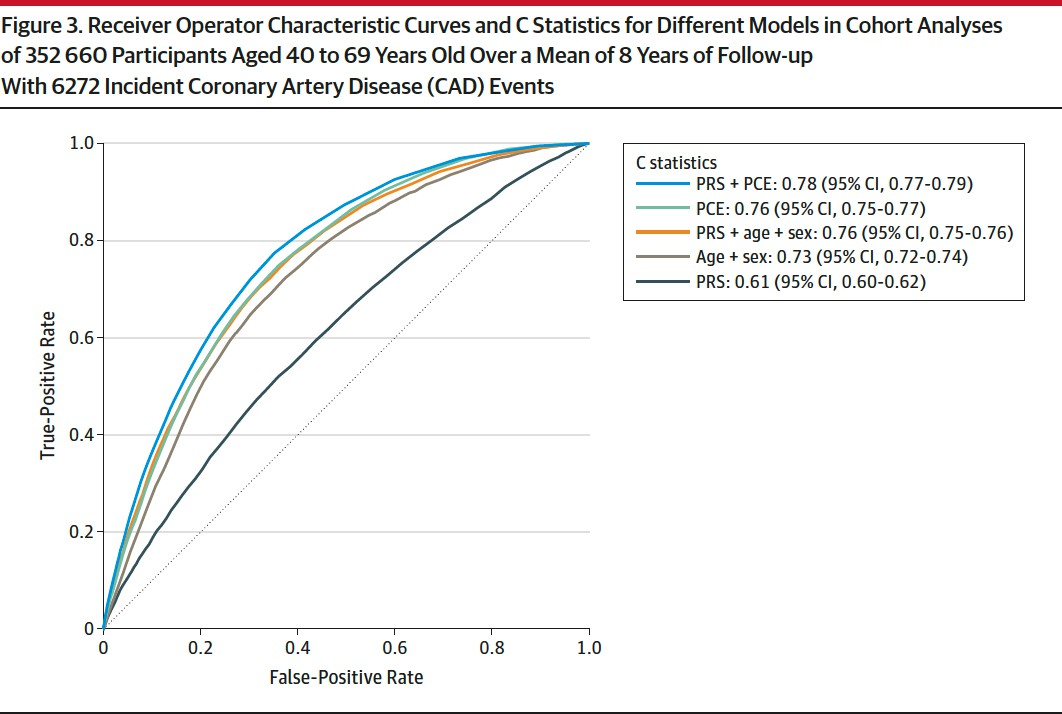 Figure 3. Receiver Operator Characteristic Curves and C Statistics for Different Models in Cohort Analyses
of 352 660 Participants Aged 40 to 69 Years Old Over a Mean of 8 Years of Follow-up
With 6272 Incident Coronary Artery Disease (CAD) Events
1.0
0.8
0.6
0.4
0.2
0
True-Positive Rate
0
0.2
0.4
0.6
0.8
1.0
False-Positive Rate
C statistics
PRS + PCE: 0.78 (95% CI, 0.77-0.79)
PCE: 0.76 (95% CI, 0.75-0.77)
PRS + age + sex: 0.76 (95% CI, 0.75-0.76)
Age + sex: 0.73 (95% CI, 0.72-0.74)
PRS: 0.61 (95% CI, 0.60-0.62)